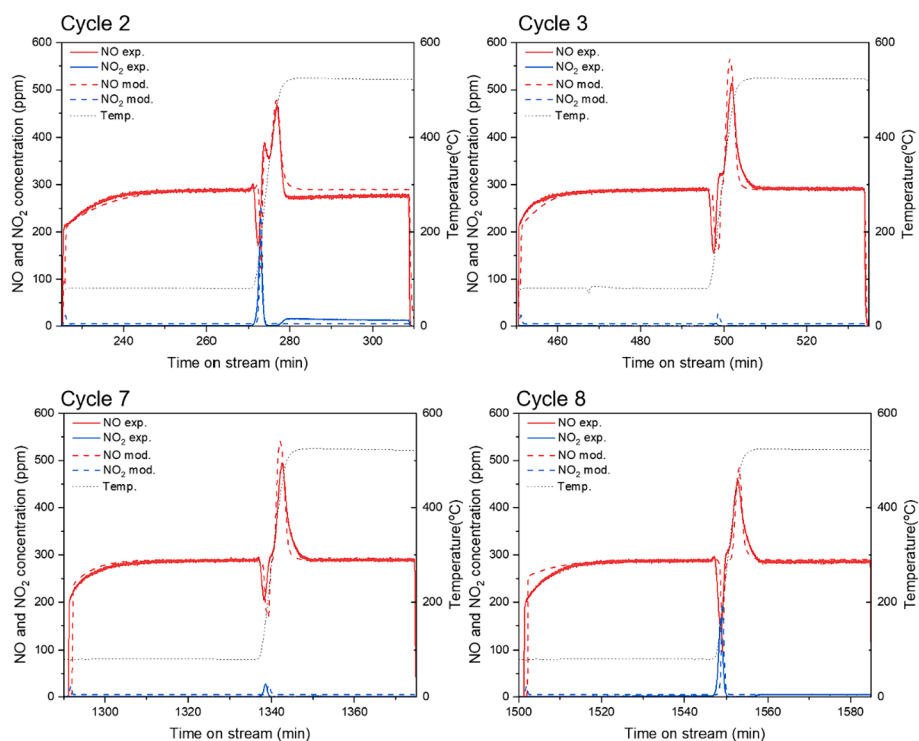 Cycle 2
600
500
400
300
200
100
0
NO and NO₂ concentration (ppm)
NO exp.
NO₂ exp.
NO mod.
NO₂ mod.
Temp.
600
400
200
0
Temperature(°C)
240 260 280 300
Time on stream (min)
Cycle 3
600
500
400
300
200
100
0
NO and NO₂ concentration (ppm)
NO exp.
NO₂ exp.
NO mod.
NO₂ mod.
Temp.
600
400
200
0
Temperature(°C)
460 480 500 520
Time on stream (min)
Cycle 7
600
500
400
300
200
100
0
NO and NO₂ concentration (ppm)
NO exp.
NO₂ exp.
NO mod.
NO₂ mod.
Temp.
600
400
200
0
Temperature(°C)
1300 1320 1340 1360
Time on stream (min)
Cycle 8
600
500
400
300
200
100
0
NO and NO₂ concentration (ppm)
NO exp.
NO₂ exp.
NO mod.
NO₂ mod.
Temp.
600
400
200
0
Temperature(°C)
1500 1520 1540 1560 1580
Time on stream (min)